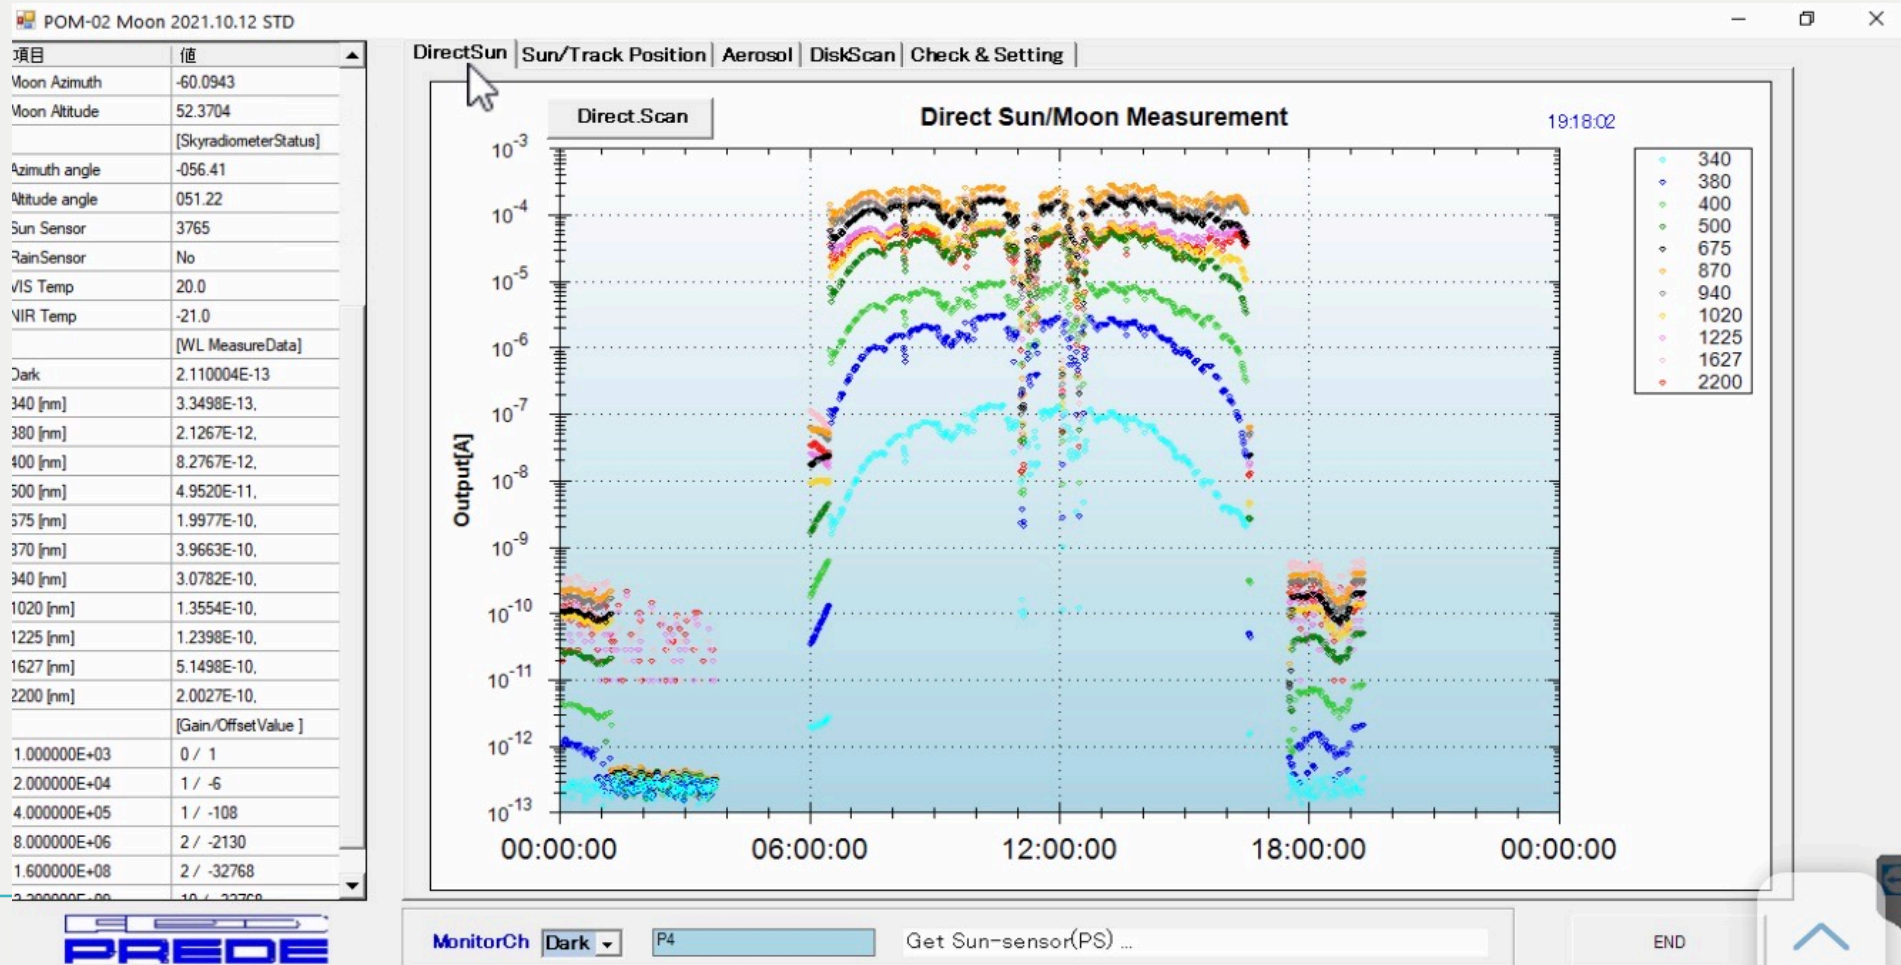 POM-02 Moon 2021.10.12 STD
項目 値
Moon Azimuth -60.0943
Moon Altitude 52.3704
[SkyradiometerStatus]
Azimuth angle -056.41
Altitude angle 051.22
Sun Sensor 3765
RainSensor No
VIS Temp 20.0
NIR Temp -21.0
[WL MeasureData]
Dark 2.110004E-13
340 [nm] 3.3498E-13,
380 [nm] 2.1267E-12,
400 [nm] 8.2767E-12,
500 [nm] 4.9520E-11,
675 [nm] 1.9977E-10,
870 [nm] 3.9663E-10,
940 [nm] 3.0782E-10,
1020 [nm] 1.3554E-10,
1225 [nm] 1.2398E-10,
1627 [nm] 5.1498E-10,
2200 [nm] 2.0027E-10,
[Gain/OffsetValue ]
1.000000E+03 0 / 1
2.000000E+04 1 / -6
4.000000E+05 1 / -108
8.000000E+06 2 / -2130
1.600000E+08 2 / -32768
PREDE
DirectSun Sun/Track Position Aerosol DiskScan Check & Setting
Direct.Scan
Direct Sun/Moon Measurement
19:18:02
Output[A]
10-3
10-4
10-5
10-6
10-7
10-8
10-9
10-10
10-11
10-12
10-13
00:00:00 06:00:00 12:00:00 18:00:00 00:00:00
340
380
400
500
675
870
940
1020
1225
1627
2200
MonitorCh Dark P4 Get Sun-sensor(PS) ... END